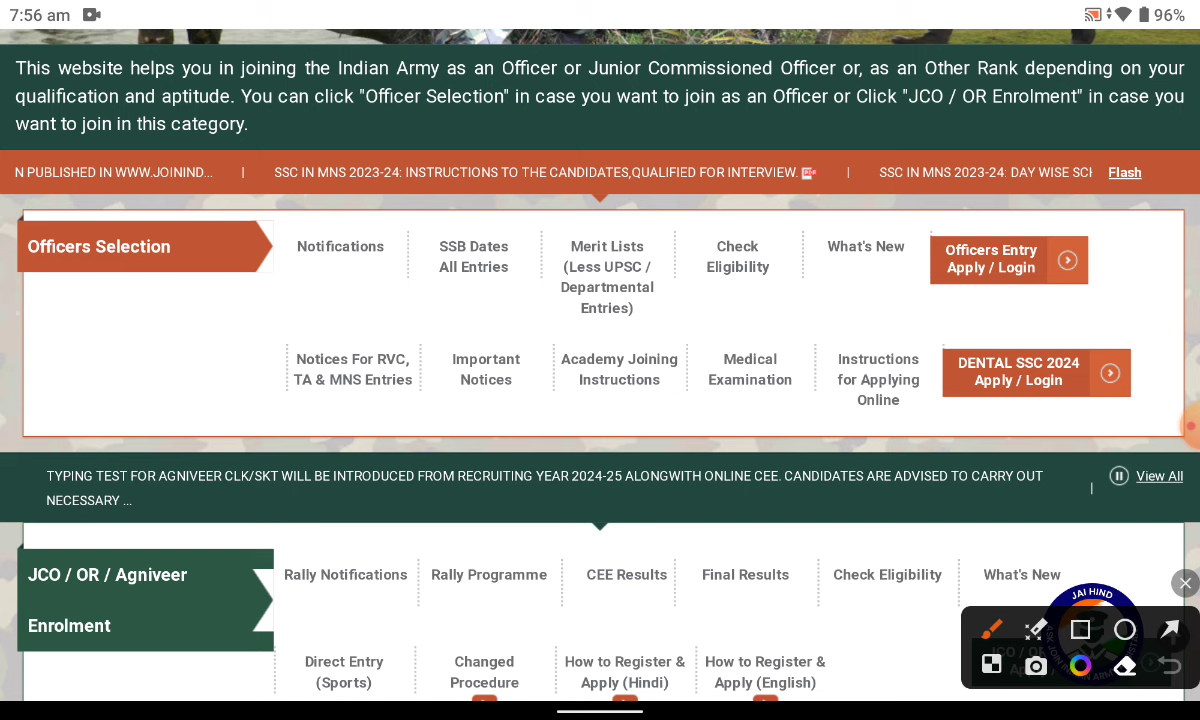 7:56 am
96%
This website helps you in joining the Indian Army as an Officer or Junior Commissioned Officer or, as an Other Rank depending on your
qualification and aptitude. You can click "Officer Selection" in case you want to join as an Officer or Click "JCO / OR Enrolment" in case you
want to join in this category.
N PUBLISHED IN WWW.JOININD... | SSC IN MNS 2023-24: INSTRUCTIONS TO THE CANDIDATES,QUALIFIED FOR INTERVIEW. | SSC IN MNS 2023-24: DAY WISE SCH Flash
Officers Selection
Notifications
SSB Dates
All Entries
Merit Lists
(Less UPSC /
Departmental
Entries)
Check
Eligibility
What's New
Officers Entry
Apply / Login
Notices For RVC,
TA & MNS Entries
Important
Notices
Academy Joining
Instructions
Medical
Examination
Instructions
for Applying
Online
DENTAL SSC 2024
Apply / Login
TYPING TEST FOR AGNIVEER CLK/SKT WILL BE INTRODUCED FROM RECRUITING YEAR 2024-25 ALONGWITH ONLINE CEE. CANDIDATES ARE ADVISED TO CARRY OUT
NECESSARY ...
| View All
JCO / OR / Agniveer
Enrolment
Rally Notifications
Rally Programme
CEE Results
Final Results
Check Eligibility
What's New
JAI HIND
Direct Entry
(Sports)
Changed
Procedure
How to Register &
Apply (Hindi)
How to Register &
Apply (English)